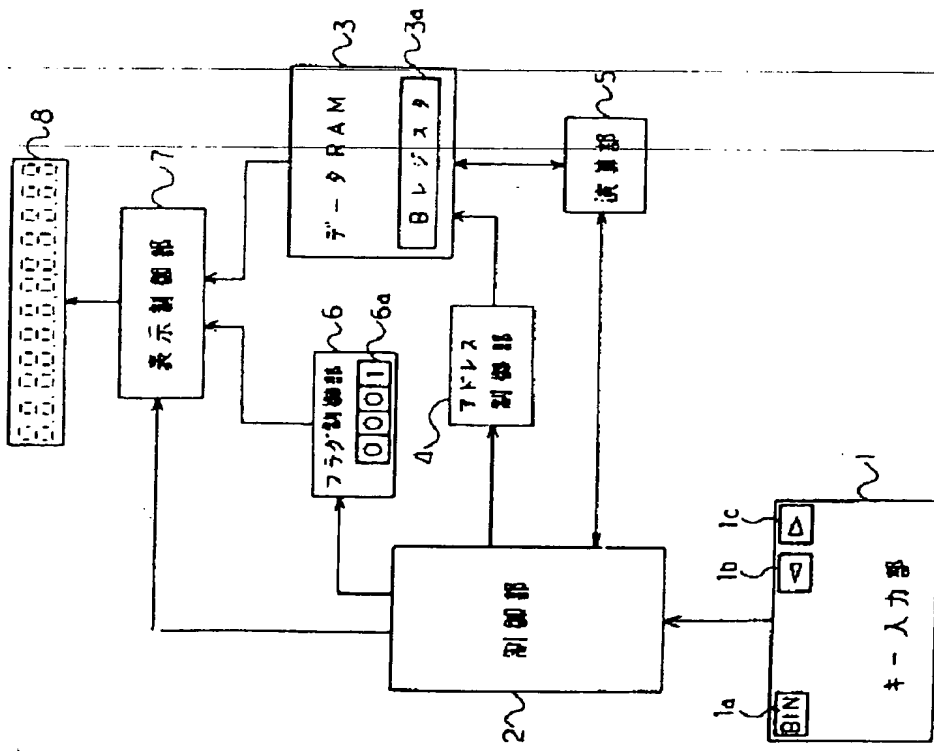 8
7
表示制御部
3
データRAM
3a
Bレジスタ
6
フラグ制御部
6a
0001
4
アドレス
制御部
5
演算部
2
制御部
1
1a
BIN
1b
1c
キー入力部